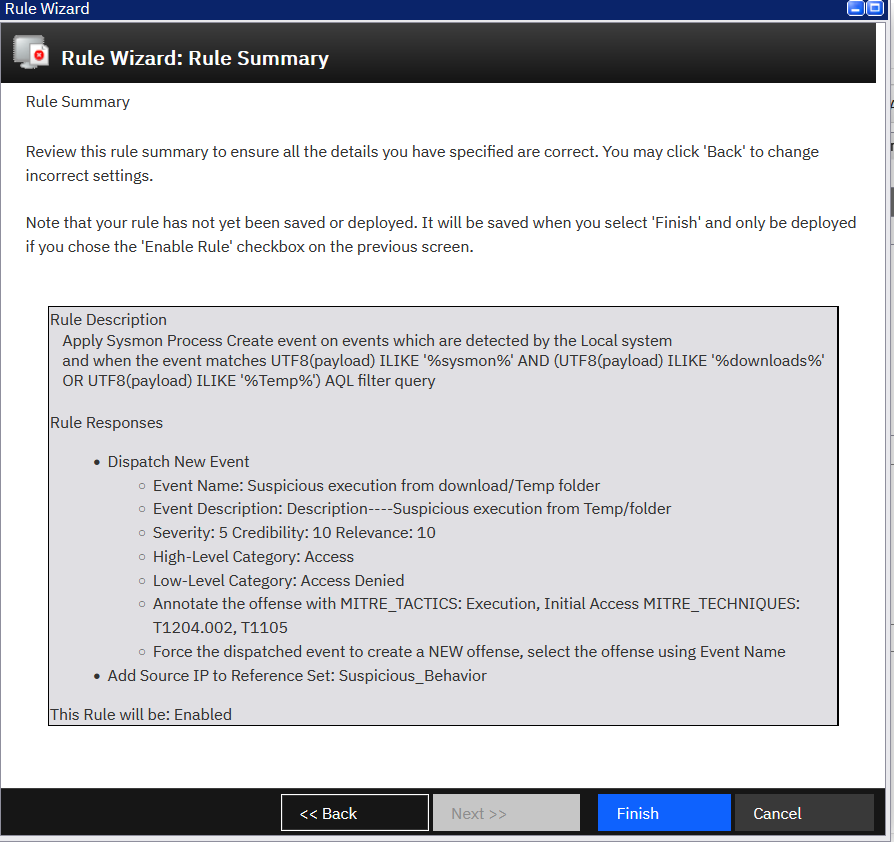 Rule Wizard
Rule Wizard: Rule Summary
Rule Summary
Review this rule summary to ensure all the details you have specified are correct. You may click 'Back' to change
incorrect settings.
Note that your rule has not yet been saved or deployed. It will be saved when you select 'Finish' and only be deployed
if you chose the 'Enable Rule' checkbox on the previous screen.
Rule Description
Apply Sysmon Process Create event on events which are detected by the Local system
and when the event matches UTF8(payload) ILIKE '%sysmon%' AND (UTF8(payload) ILIKE '%downloads%'
OR UTF8(payload) ILIKE '%Temp%') AQL filter query
Rule Responses
• Dispatch New Event
○ Event Name: Suspicious execution from download/Temp folder
○ Event Description: Description----Suspicious execution from Temp/folder
○ Severity: 5 Credibility: 10 Relevance: 10
○ High-Level Category: Access
○ Low-Level Category: Access Denied
○ Annotate the offense with MITRE_TACTICS: Execution, Initial Access MITRE_TECHNIQUES:
T1204.002, T1105
○ Force the dispatched event to create a NEW offense, select the offense using Event Name
• Add Source IP to Reference Set: Suspicious_Behavior
This Rule will be: Enabled
<< Back
Next >>
Finish
Cancel